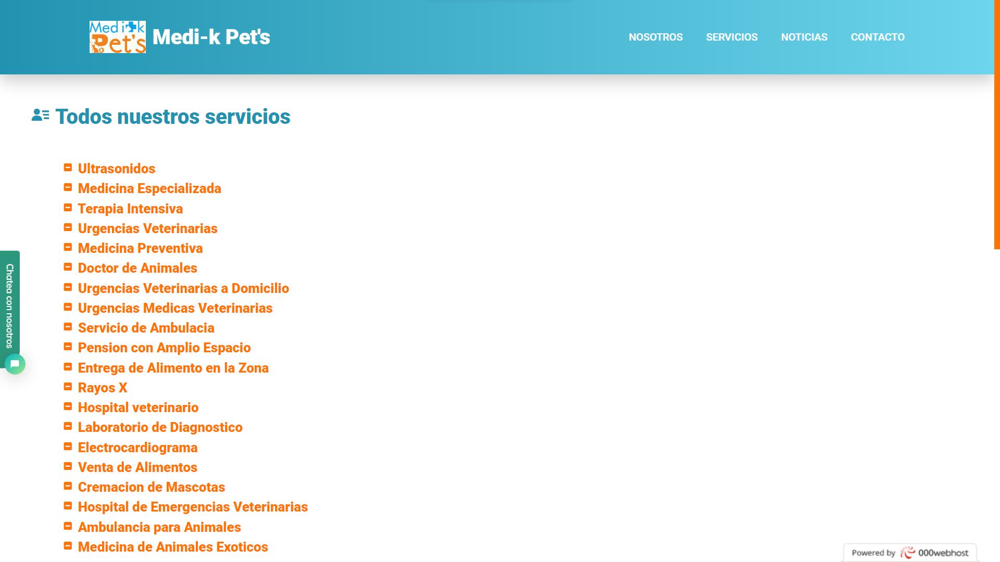 Medi-k
Pet's
Medi-k Pet's
NOSOTROS
SERVICIOS
NOTICIAS
CONTACTO
Todos nuestros servicios
Ultrasonidos
Medicina Especializada
Terapia Intensiva
Urgencias Veterinarias
Medicina Preventiva
Doctor de Animales
Urgencias Veterinarias a Domicilio
Urgencias Medicas Veterinarias
Servicio de Ambulacia
Pension con Amplio Espacio
Entrega de Alimento en la Zona
Rayos X
Hospital veterinario
Laboratorio de Diagnostico
Electrocardiograma
Venta de Alimentos
Cremacion de Mascotas
Hospital de Emergencias Veterinarias
Ambulancia para Animales
Medicina de Animales Exoticos
Chatea con nosotros
Powered by 000webhost